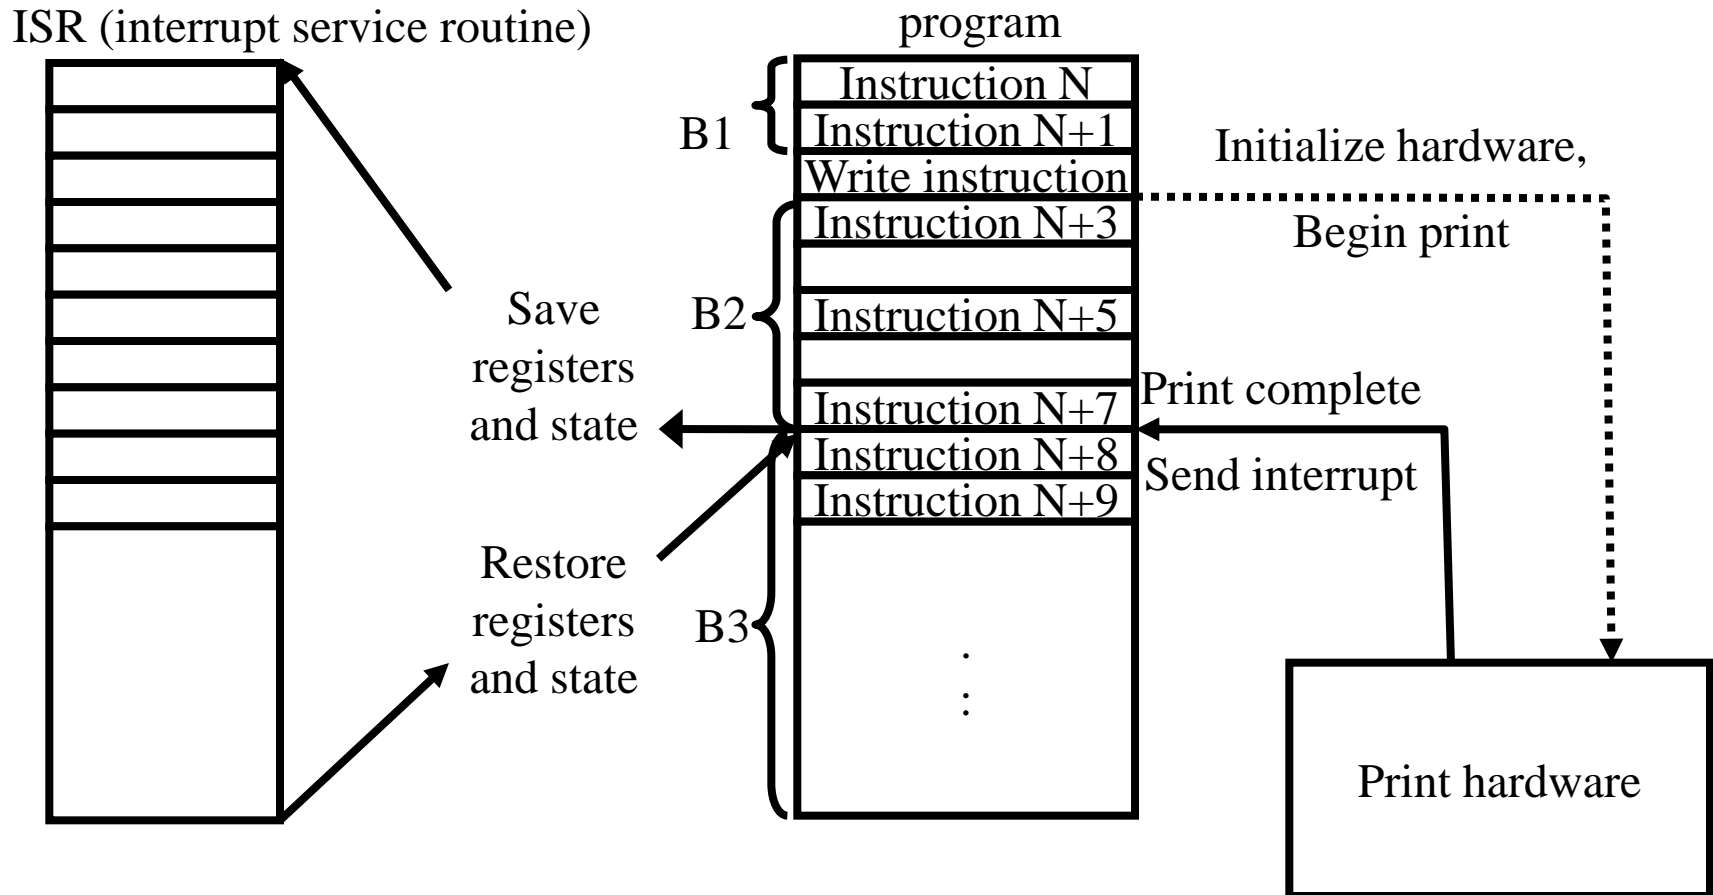 ISR (interrupt service routine)
program
Instruction N
B1
Instruction N+1
Write instruction
Initialize hardware,
Begin print
Instruction N+3
B2
Instruction N+5
Save
registers
and state
Instruction N+7
Print complete
Send interrupt
Instruction N+8
Instruction N+9
Restore
registers
and state
B3
.
.
.
Print hardware